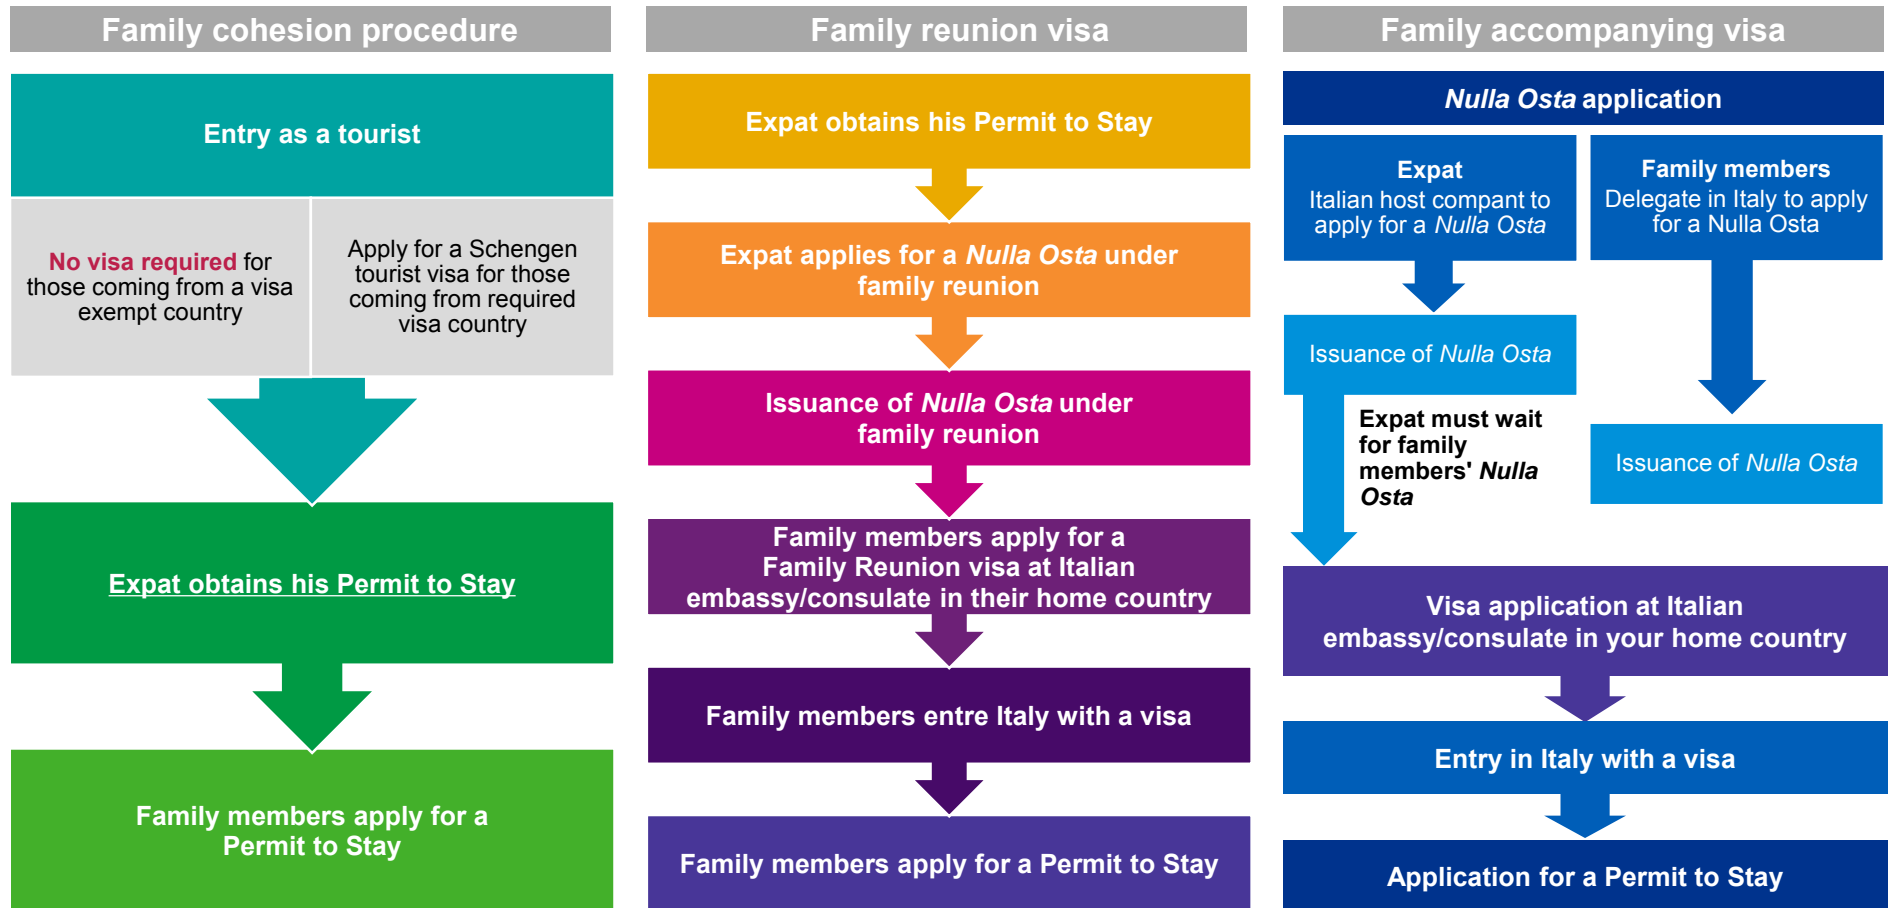 Family cohesion procedure
Entry as a tourist
No visa required for
those coming from a visa
exempt country
Apply for a Schengen
tourist visa for those
coming from required
visa country
Expat obtains his Permit to Stay
Family members apply for a
Permit to Stay
Family reunion visa
Expat obtains his Permit to Stay
Expat applies for a Nulla Osta under
family reunion
Issuance of Nulla Osta under
family reunion
Family members apply for a
Family Reunion visa at Italian
embassy/consulate in their home country
Family members entre Italy with a visa
Family members apply for a Permit to Stay
Family accompanying visa
Nulla Osta application
Expat
Italian host compant to
apply for a Nulla Osta
Family members
Delegate in Italy to apply
for a Nulla Osta
Issuance of Nulla Osta
Expat must wait
for family
members' Nulla
Osta
Issuance of Nulla Osta
Visa application at Italian
embassy/consulate in your home country
Entry in Italy with a visa
Application for a Permit to Stay